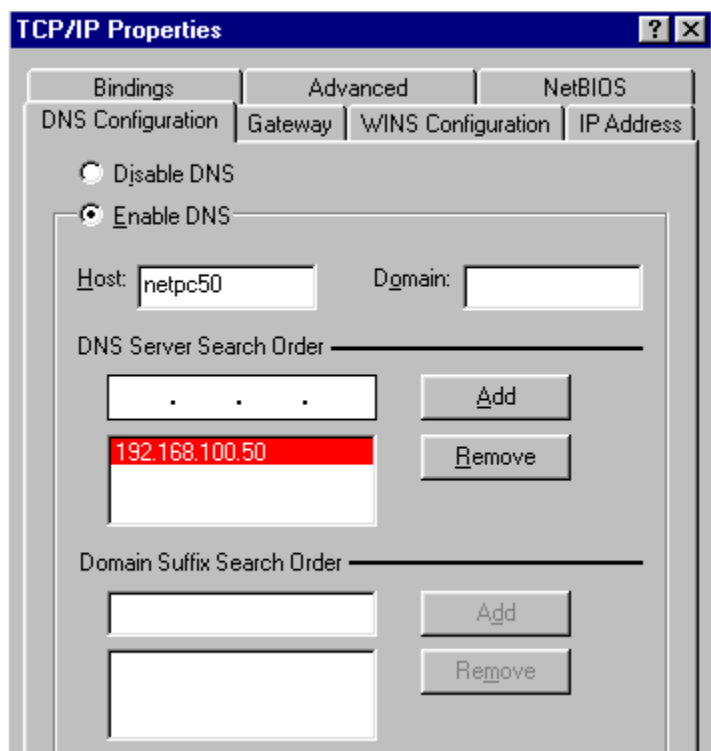 TCP/IP Properties
Bindings Advanced NetBIOS
DNS Configuration Gateway WINS Configuration IP Address
Disable DNS
Enable DNS
Host: netpc50 Domain:
DNS Server Search Order
. . . Add
192.168.100.50 Remove
Domain Suffix Search Order
Add
Remove